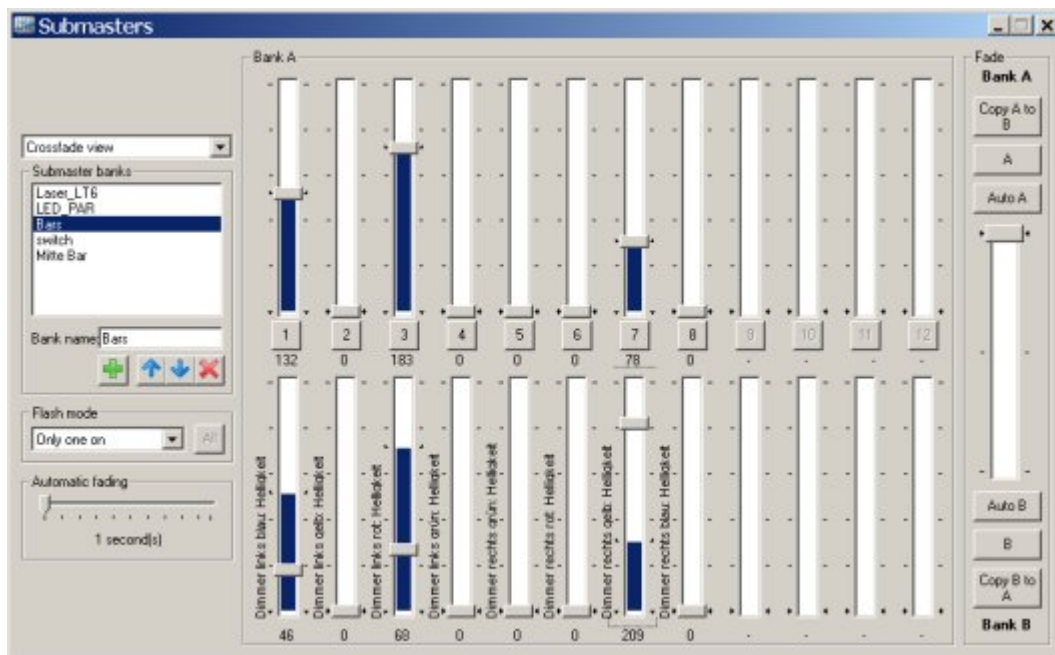 Submasters
Crossfade view
Submaster banks
Laser_LT6
LED_PAR
Bars
switch
Mitte Bar
Bank name: Bars
Flash mode
Only one on
All
Automatic fading
1 second(s)
Bank A
1 2 3 4 5 6 7 8 9 10 11 12
132 0 183 0 0 0 78 0 - - - -
Dimmer links blau: Helligkeit
Dimmer links gelb: Helligkeit
Dimmer links rot: Helligkeit
Dimmer links grün: Helligkeit
Dimmer rechts grün: Helligkeit
Dimmer rechts rot: Helligkeit
Dimmer rechts gelb: Helligkeit
Dimmer rechts blau: Helligkeit
46 0 68 0 0 0 209 0 - - - -
Fade
Bank A
Copy A to
B
A
Auto A
Auto B
B
Copy B to
A
Bank B